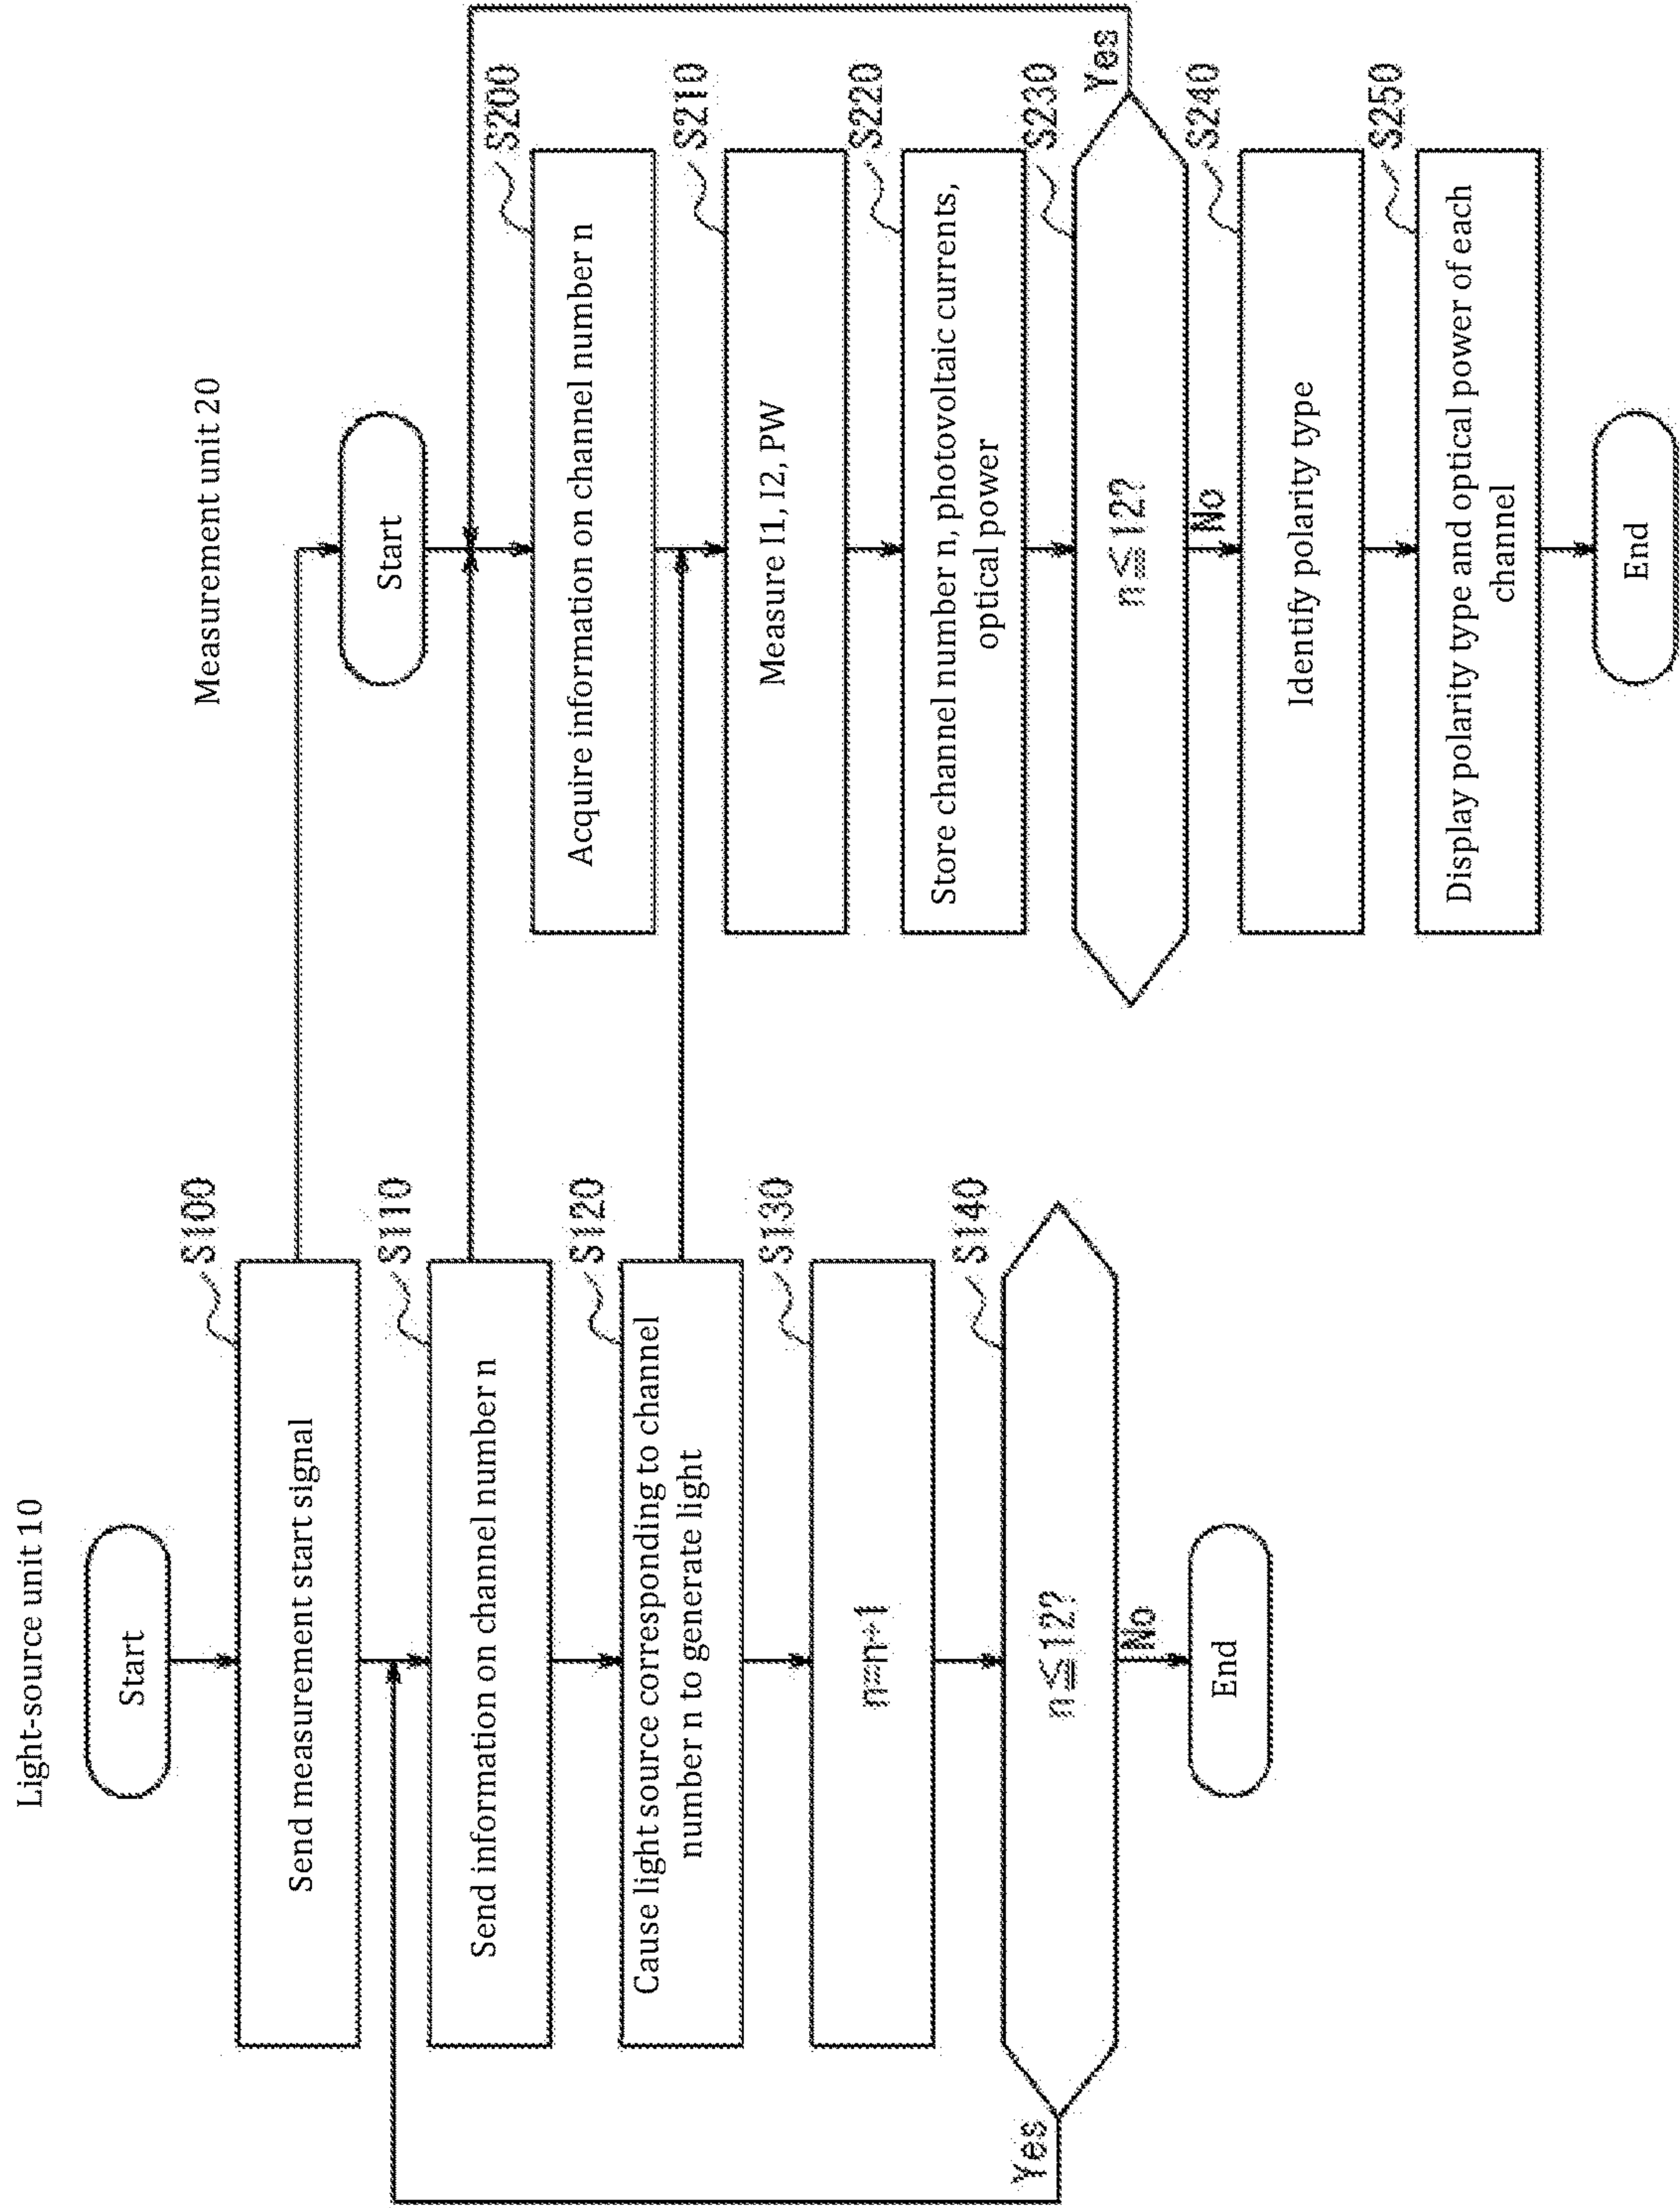 Light-source unit 10
Start
S100
Send measurement start signal
S110
Send information on channel number n
S120
Cause light source corresponding to channel
number n to generate light
S130
n=n+1
S140
n≦12?
Yes
No
End
Measurement unit 20
Start
S200
Acquire information on channel number n
S210
Measure I1, I2, PW
S220
Store channel number n, photovoltaic currents,
optical power
S230
n≦12?
Yes
No
S240
Identify polarity type
S250
Display polarity type and optical power of each
channel
End